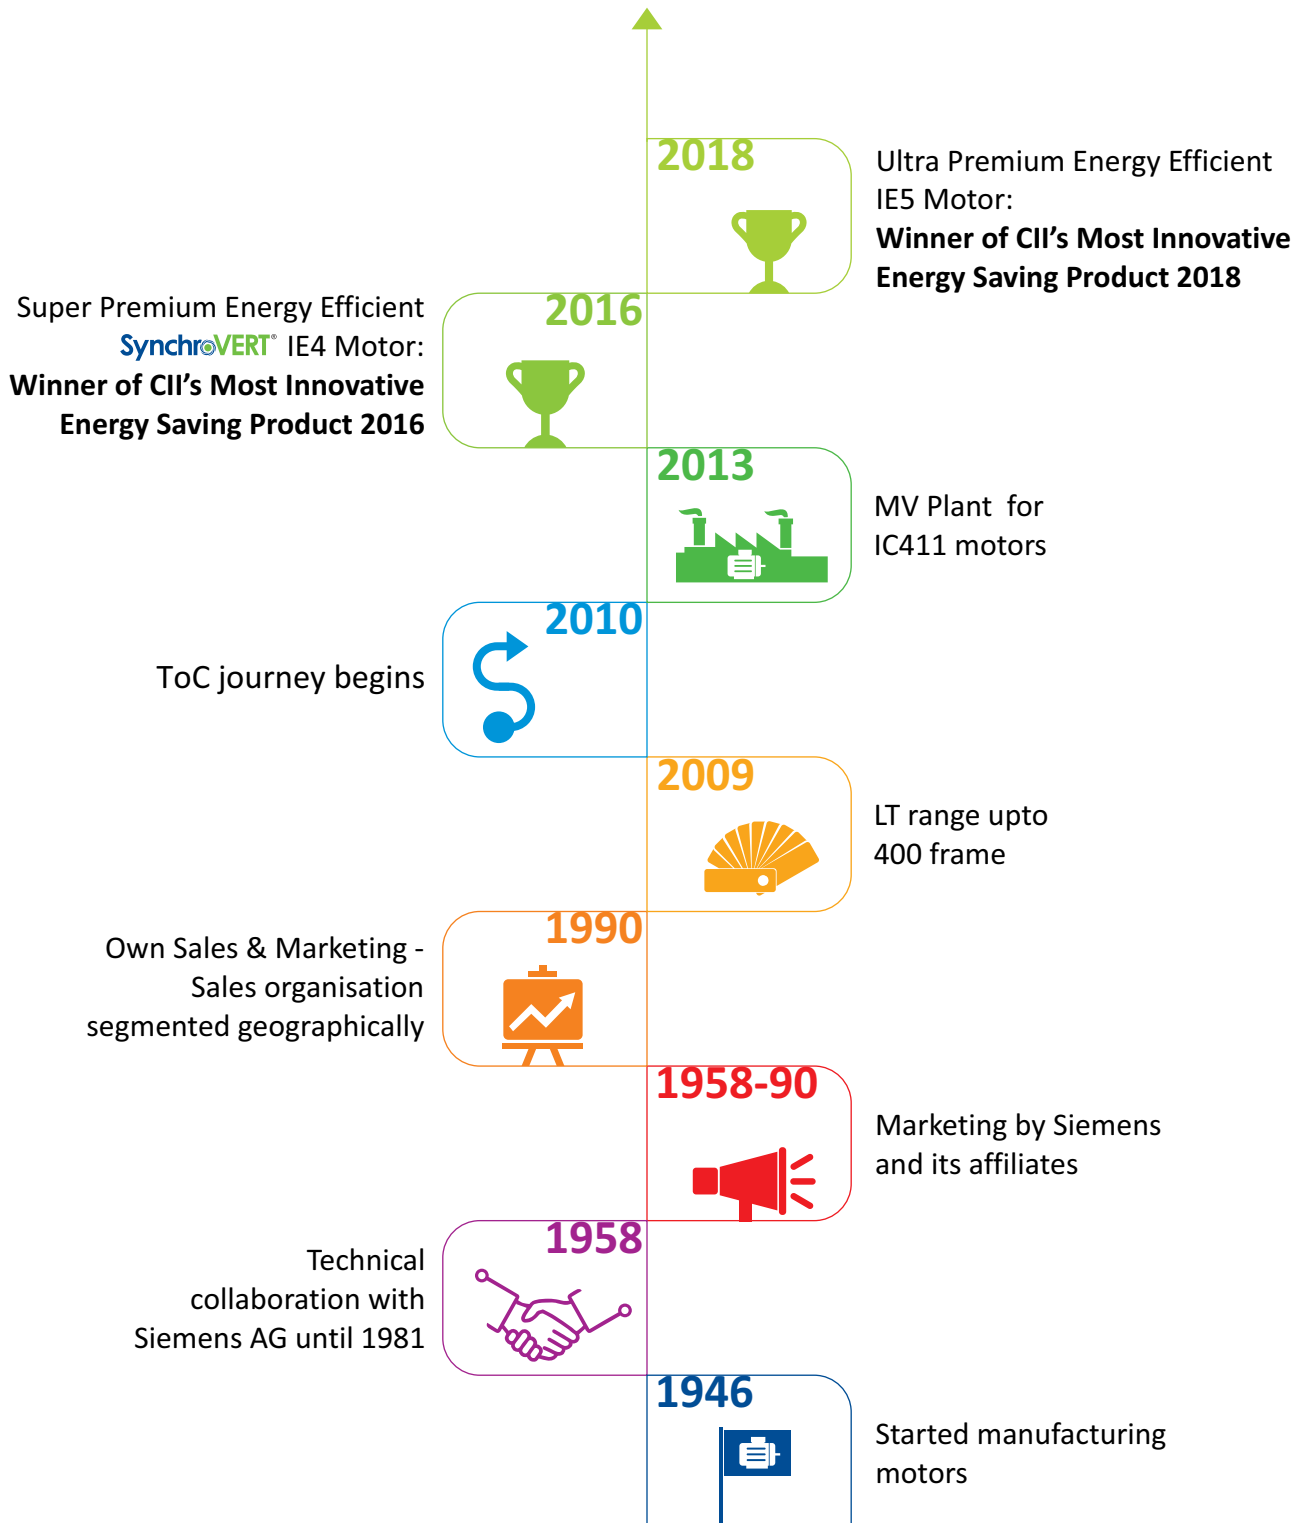 2018
Ultra Premium Energy Efficient
IE5 Motor:
Winner of CII's Most Innovative
Energy Saving Product 2018
2016
Super Premium Energy Efficient
SynchroVERT® IE4 Motor:
Winner of CII's Most Innovative
Energy Saving Product 2016
2013
MV Plant for
IC411 motors
2010
ToC journey begins
2009
LT range upto
400 frame
1990
Own Sales & Marketing -
Sales organisation
segmented geographically
1958-90
Marketing by Siemens
and its affiliates
1958
Technical
collaboration with
Siemens AG until 1981
1946
Started manufacturing
motors